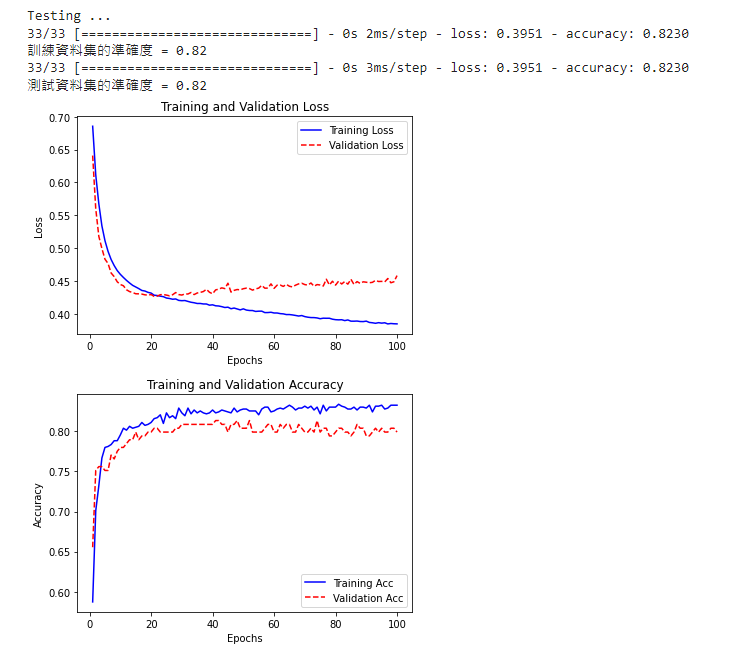 Testing ...
33/33 [==============================] - 0s 2ms/step - loss: 0.3951 - accuracy: 0.8230
訓練資料集的準確度 = 0.82
33/33 [==============================] - 0s 3ms/step - loss: 0.3951 - accuracy: 0.8230
測試資料集的準確度 = 0.82
Training and Validation Loss
Training Loss
Validation Loss
0.70
0.65
0.60
0.55
0.50
0.45
0.40
Loss
0 20 40 60 80 100
Epochs
Training and Validation Accuracy
0.80
0.75
0.70
0.65
0.60
Accuracy
Training Acc
Validation Acc
0 20 40 60 80 100
Epochs